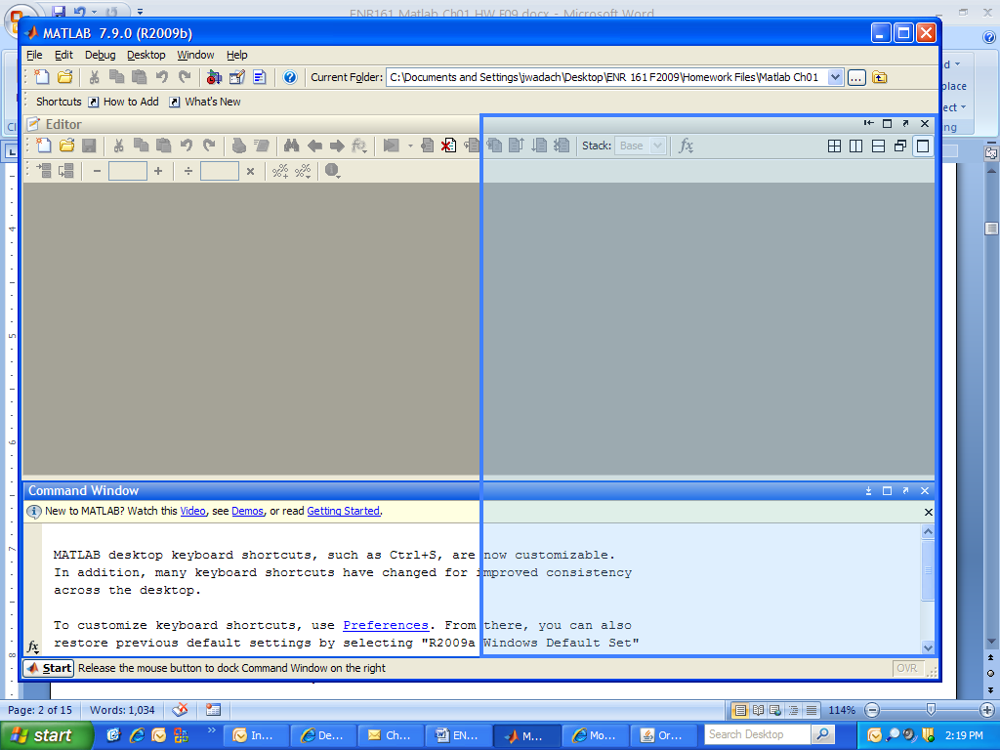 ENR161 Matlab Ch01 HW F09.docx - Microsoft Word
MATLAB 7.9.0 (R2009b)
File Edit Debug Desktop Window Help
Current Folder: C:\Documents and Settings\jwadach\Desktop\ENR 161 F2009\Homework Files\Matlab Ch01
Shortcuts How to Add What's New
Editor
Stack: Base
Command Window
New to MATLAB? Watch this Video, see Demos, or read Getting Started.
MATLAB desktop keyboard shortcuts, such as Ctrl+S, are now customizable.
In addition, many keyboard shortcuts have changed for improved consistency
across the desktop.
To customize keyboard shortcuts, use Preferences. From there, you can also
restore previous default settings by selecting "R2009a Windows Default Set"
Start Release the mouse button to dock Command Window on the right OVR
Page: 2 of 15 Words: 1,034 114%
start In... De... Ch... EN... M... Mo... Or... Search Desktop 2:19 PM